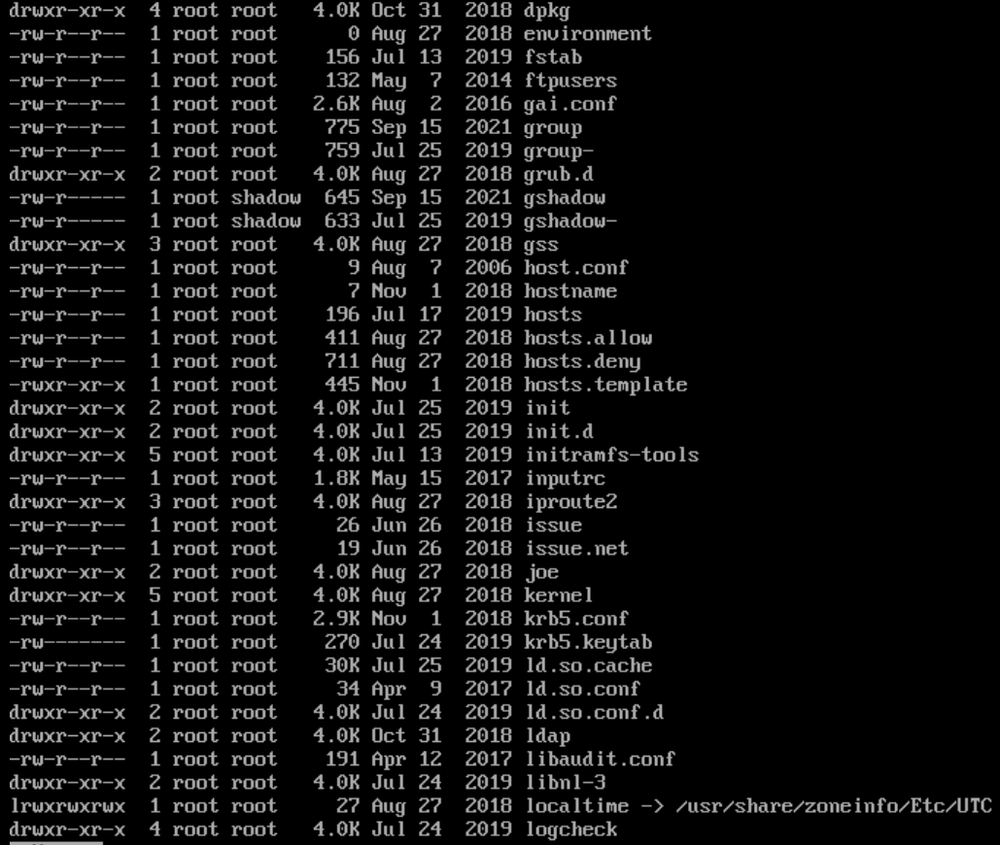 drwxr-xr-x  4 root root   4.0K Oct 31  2018 dpkg
-rw-r--r--  1 root root      0 Aug 27  2018 environment
-rw-r--r--  1 root root    156 Jul 13  2019 fstab
-rw-r--r--  1 root root    132 May  7  2014 ftpusers
-rw-r--r--  1 root root   2.6K Aug  2  2016 gai.conf
-rw-r--r--  1 root root    775 Sep 15  2021 group
-rw-r--r--  1 root root    759 Jul 25  2019 group-
drwxr-xr-x  2 root root   4.0K Aug 27  2018 grub.d
-rw-r-----  1 root shadow  645 Sep 15  2021 gshadow
-rw-r-----  1 root shadow  633 Jul 25  2019 gshadow-
drwxr-xr-x  3 root root   4.0K Aug 27  2018 gss
-rw-r--r--  1 root root      9 Aug  7  2006 host.conf
-rw-r--r--  1 root root      7 Nov  1  2018 hostname
-rw-r--r--  1 root root    196 Jul 17  2019 hosts
-rw-r--r--  1 root root    411 Aug 27  2018 hosts.allow
-rw-r--r--  1 root root    711 Aug 27  2018 hosts.deny
-rwxr-xr-x  1 root root    445 Nov  1  2018 hosts.template
drwxr-xr-x  2 root root   4.0K Jul 25  2019 init
drwxr-xr-x  2 root root   4.0K Jul 25  2019 init.d
drwxr-xr-x  5 root root   4.0K Jul 13  2019 initramfs-tools
-rw-r--r--  1 root root   1.8K May 15  2017 inputrc
drwxr-xr-x  3 root root   4.0K Aug 27  2018 iproute2
-rw-r--r--  1 root root     26 Jun 26  2018 issue
-rw-r--r--  1 root root     19 Jun 26  2018 issue.net
drwxr-xr-x  2 root root   4.0K Aug 27  2018 joe
drwxr-xr-x  5 root root   4.0K Aug 27  2018 kernel
-rw-r--r--  1 root root   2.9K Nov  1  2018 krb5.conf
-rw-------  1 root root    270 Jul 24  2019 krb5.keytab
-rw-r--r--  1 root root    30K Jul 25  2019 ld.so.cache
-rw-r--r--  1 root root     34 Apr  9  2017 ld.so.conf
drwxr-xr-x  2 root root   4.0K Jul 24  2019 ld.so.conf.d
drwxr-xr-x  2 root root   4.0K Oct 31  2018 ldap
-rw-r--r--  1 root root    191 Apr 12  2017 libaudit.conf
drwxr-xr-x  2 root root   4.0K Jul 24  2019 libnl-3
lrwxrwxrwx  1 root root     27 Aug 27  2018 localtime -> /usr/share/zoneinfo/Etc/UTC
drwxr-xr-x  4 root root   4.0K Jul 24  2019 logcheck